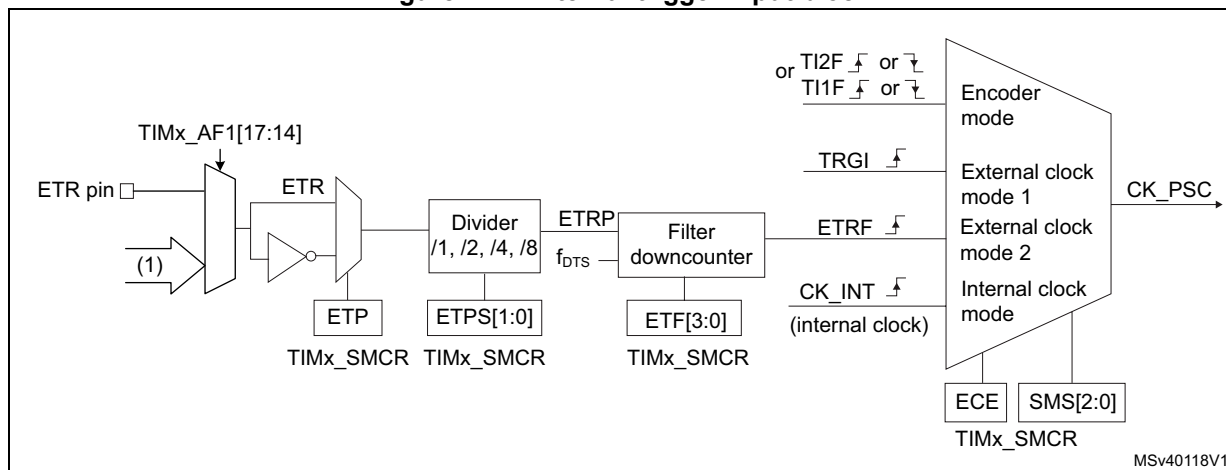 or TI2F or
TI1F or
Encoder
mode
TIMx_AF1[17:14]
ETR pin
ETR
(1)
TRGI
External clock
mode 1
CK_PSC
Divider
/1, /2, /4, /8
ETRP
fDTS
Filter
downcounter
ETRF
External clock
mode 2
CK_INT
(internal clock)
Internal clock
mode
ETP
TIMx_SMCR
ETPS[1:0]
TIMx_SMCR
ETF[3:0]
TIMx_SMCR
ECE
SMS[2:0]
TIMx_SMCR
MSv40118V1